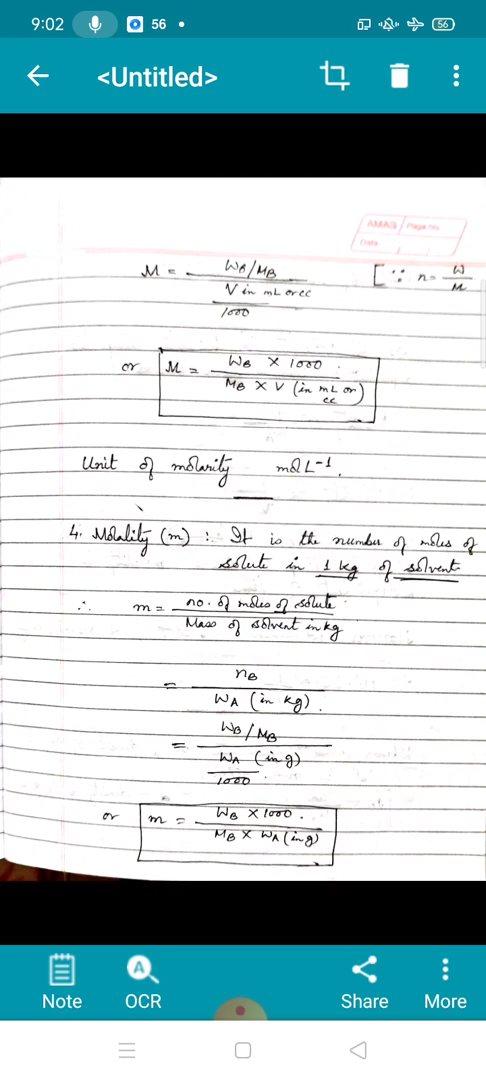 9:02 56 56
<Untitled>
AMAS Page No.
Date
M = WB/MB [∵ n = W
V in mL or cc M
1000
or M = WB × 1000
MB × V (in mL or)
cc
Unit of molarity mol L⁻¹.
4. Molality (m) : It is the number of moles of
solute in 1 kg of solvent
∴ m = no. of moles of solute
Mass of solvent in kg
= nB
WA (in kg).
= WB/MB
WA (in g)
1000
or m = WB × 1000.
MB × WA (in g)
Note OCR Share More